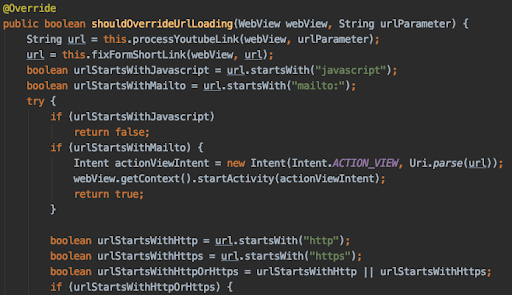 @Override
public boolean shouldOverrideUrlLoading(WebView webView, String urlParameter) {
String url = this.processYoutubeLink(webView, urlParameter);
url = this.fixFormShortLink(webView, url);
boolean urlStartsWithJavascript = url.startsWith("javascript");
boolean urlStartsWithMailto = url.startsWith("mailto:");
try {
if (urlStartsWithJavascript)
return false;
if (urlStartsWithMailto) {
Intent actionViewIntent = new Intent(Intent.ACTION_VIEW, Uri.parse(url));
webView.getContext().startActivity(actionViewIntent);
return true;
}
boolean urlStartsWithHttp = url.startsWith("http");
boolean urlStartsWithHttps = url.startsWith("https");
boolean urlStartsWithHttpOrHttps = urlStartsWithHttp || urlStartsWithHttps;
if (urlStartsWithHttpOrHttps) {